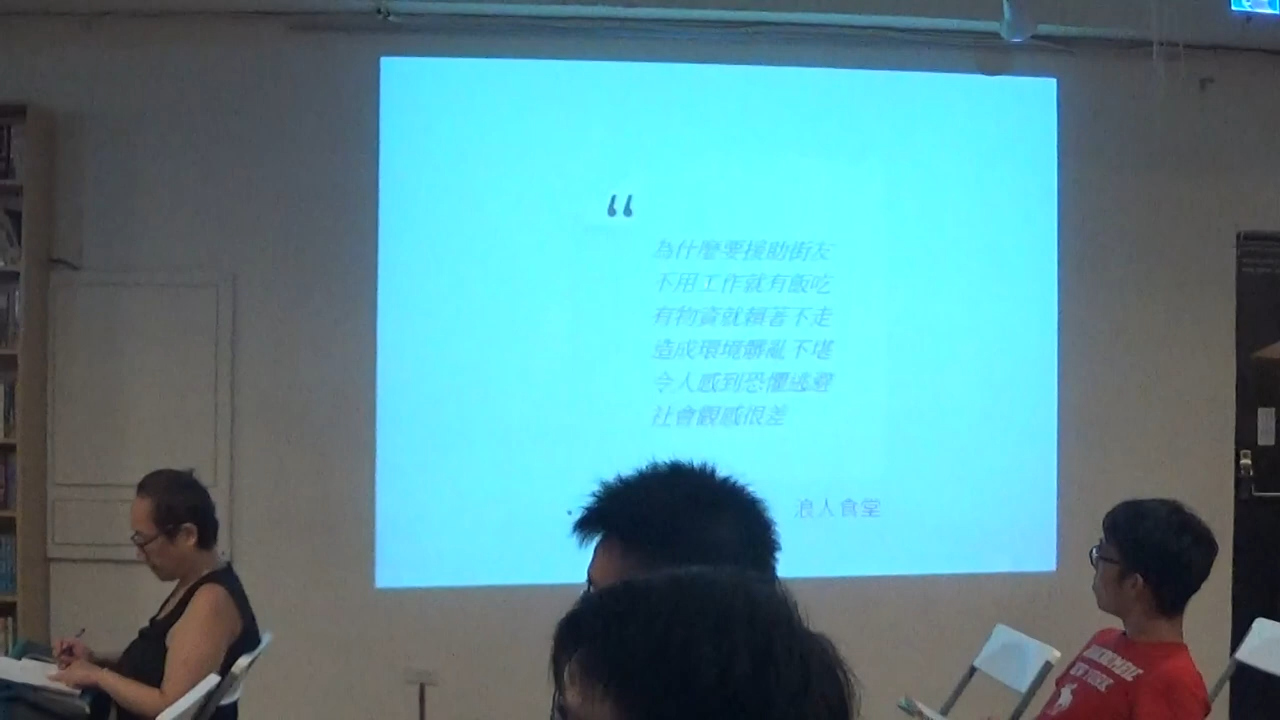 “
為什麼要援助街友
不用工作就有飯吃
有物資就賴著不走
造成環境髒亂不堪
令人感到恐懼逃避
社會觀感很差
浪人食堂